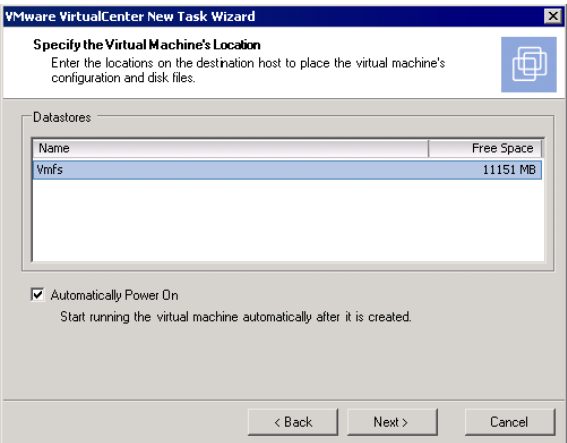 VMware VirtualCenter New Task Wizard
Specify the Virtual Machine's Location
Enter the locations on the destination host to place the virtual machine's
configuration and disk files.
Datastores
Name Free Space
Vmfs 11151 MB
Automatically Power On
Start running the virtual machine automatically after it is created.
< Back Next > Cancel